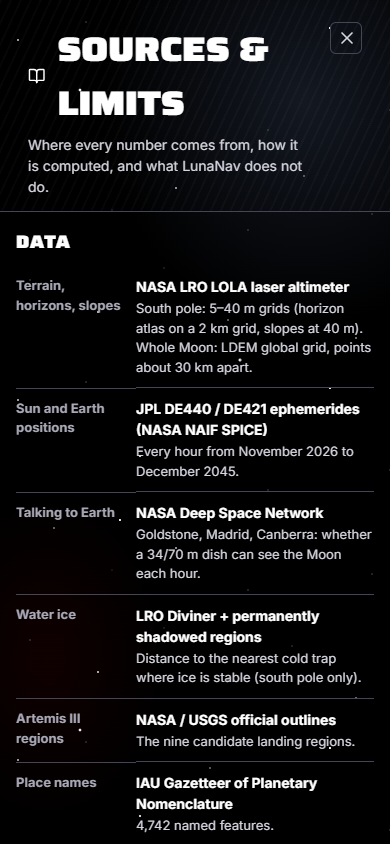 SOURCES &
LIMITS
Where every number comes from, how it
is computed, and what LunaNav does not
do.
DATA
Terrain,
horizons, slopes
NASA LRO LOLA laser altimeter
South pole: 5–40 m grids (horizon
atlas on a 2 km grid, slopes at 40 m).
Whole Moon: LDEM global grid, points
about 30 km apart.
Sun and Earth
positions
JPL DE440 / DE421 ephemerides
(NASA NAIF SPICE)
Every hour from November 2026 to
December 2045.
Talking to Earth
NASA Deep Space Network
Goldstone, Madrid, Canberra: whether
a 34/70 m dish can see the Moon
each hour.
Water ice
LRO Diviner + permanently
shadowed regions
Distance to the nearest cold trap
where ice is stable (south pole only).
Artemis III
regions
NASA / USGS official outlines
The nine candidate landing regions.
Place names
IAU Gazetteer of Planetary
Nomenclature
4,742 named features.